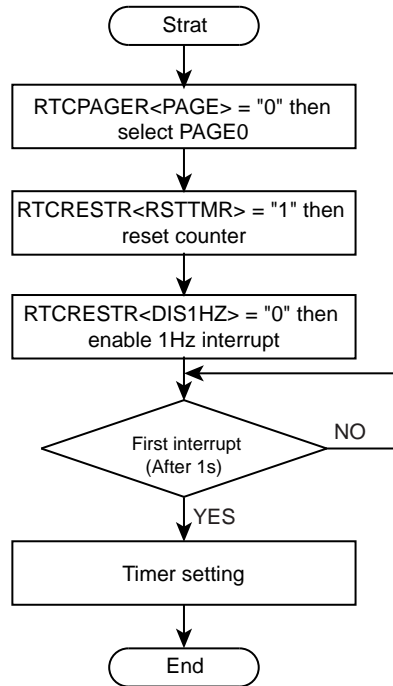 Strat
RTCPAGER<PAGE> = "0" then
select PAGE0
RTCRESTR<RSTTMR> = "1" then
reset counter
RTCRESTR<DIS1HZ> = "0" then
enable 1Hz interrupt
First interrupt
(After 1s)
NO
YES
Timer setting
End